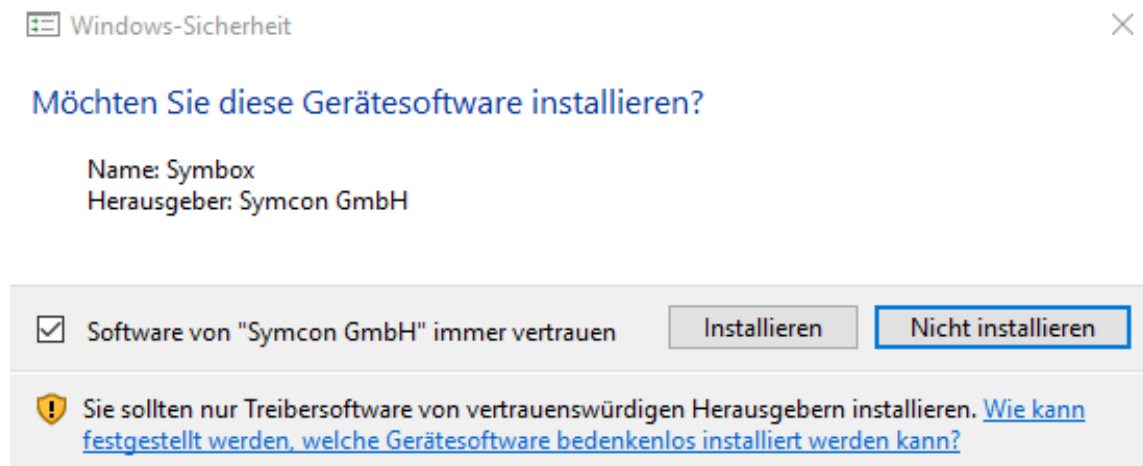 Windows-Sicherheit
Möchten Sie diese Gerätesoftware installieren?
Name: Symbox
Herausgeber: Symcon GmbH
Software von "Symcon GmbH" immer vertrauen
Installieren
Nicht installieren
Sie sollten nur Treibersoftware von vertrauenswürdigen Herausgebern installieren. Wie kann
festgestellt werden, welche Gerätesoftware bedenkenlos installiert werden kann?